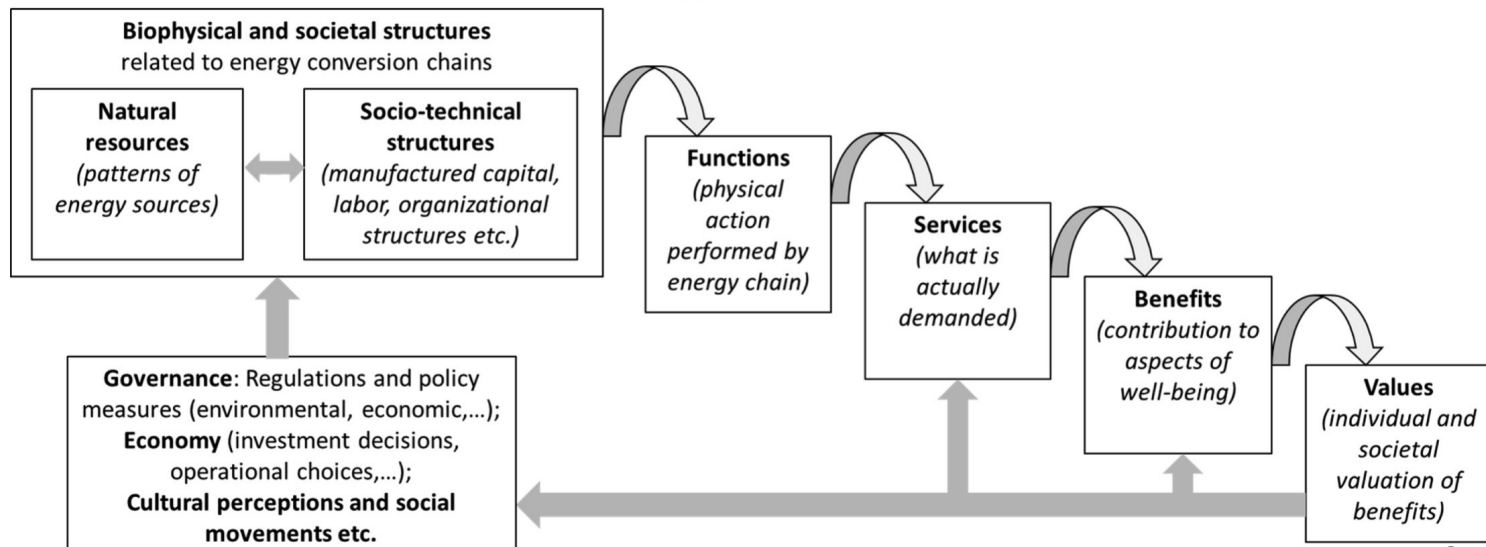 Biophysical and societal structures
related to energy conversion chains
Natural
resources
(patterns of
energy sources)
Socio-technical
structures
(manufactured capital,
labor, organizational
structures etc.)
Functions
(physical
action
performed by
energy chain)
Services
(what is
actually
demanded)
Benefits
(contribution to
aspects of
well-being)
Values
(individual and
societal
valuation of
benefits)
Governance: Regulations and policy
measures (environmental, economic,...);
Economy (investment decisions,
operational choices,...);
Cultural perceptions and social
movements etc.